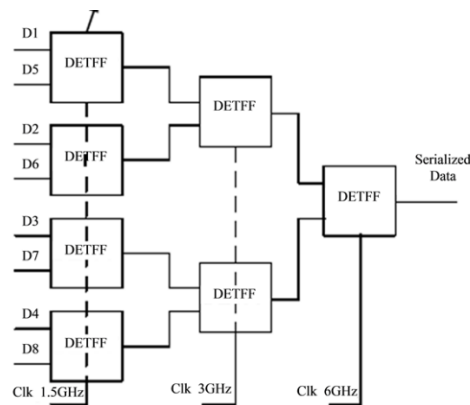 D1
DETFF
D5
DETFF
D2
DETFF
D6
Serialized
Data
DETFF
D3
DETFF
D7
DETFF
D4
DETFF
D8
Clk 1.5GHz
Clk 3GHz
Clk 6GHz